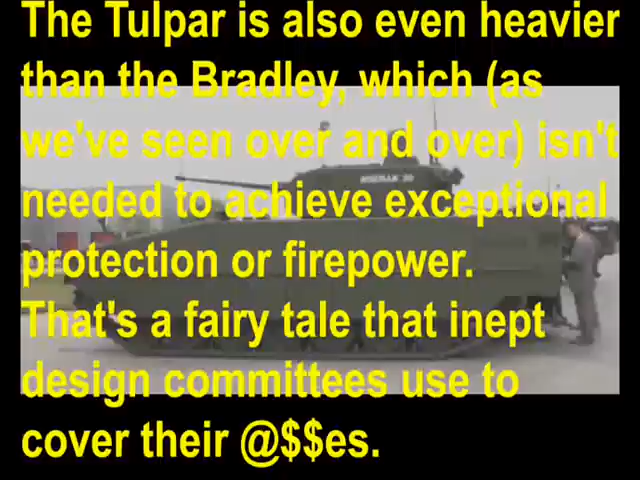 The Tulpar is also even heavier
than the Bradley, which (as
we've seen over and over) isn't
needed to achieve exceptional
protection or firepower.
That's a fairy tale that inept
design committees use to
cover their @$$es.